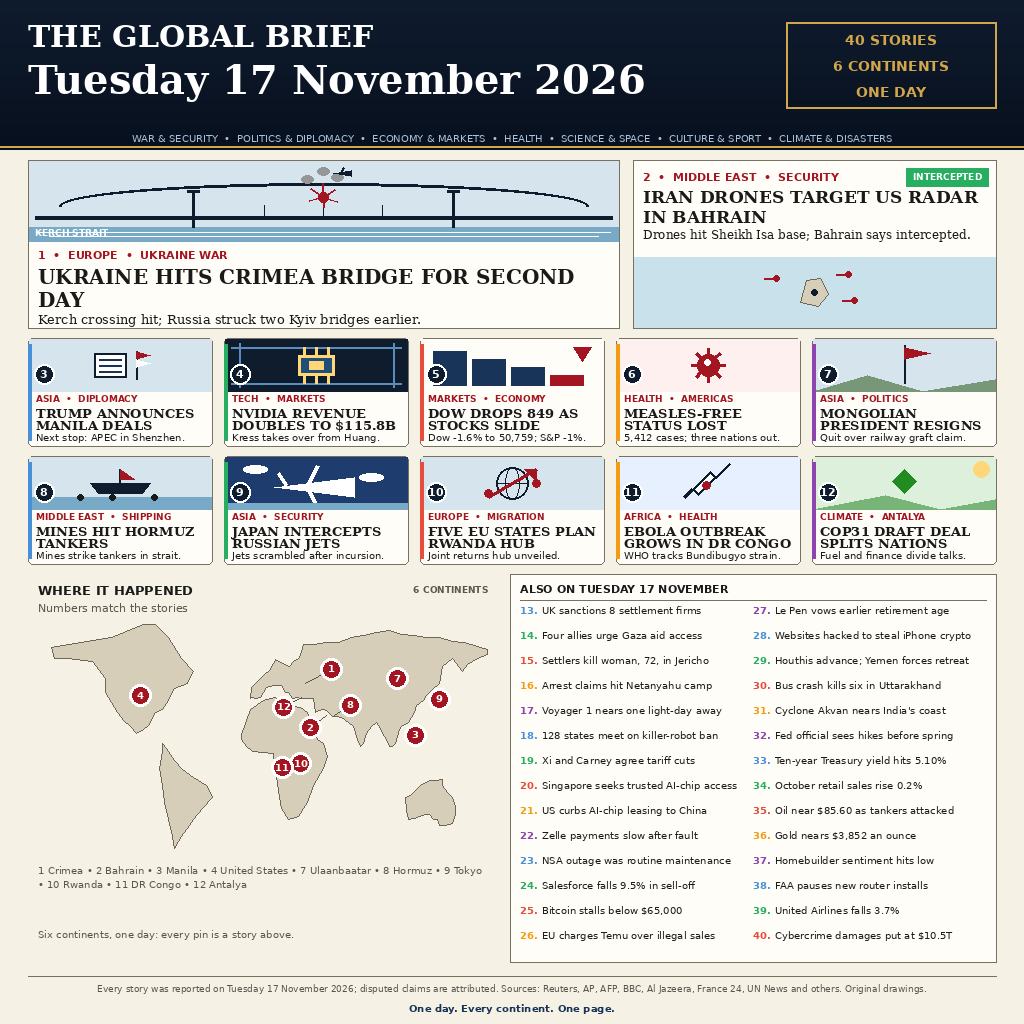 THE GLOBAL BRIEF
Tuesday 17 November 2026
40 STORIES
6 CONTINENTS
ONE DAY
WAR & SECURITY • POLITICS & DIPLOMACY • ECONOMY & MARKETS • HEALTH • SCIENCE & SPACE • CULTURE & SPORT • CLIMATE & DISASTERS
KERCH STRAIT
1 • EUROPE • UKRAINE WAR
UKRAINE HITS CRIMEA BRIDGE FOR SECOND
DAY
Kerch crossing hit; Russia struck two Kyiv bridges earlier.
2 • MIDDLE EAST • SECURITY
INTERCEPTED
IRAN DRONES TARGET US RADAR
IN BAHRAIN
Drones hit Sheikh Isa base; Bahrain says intercepted.
3
ASIA • DIPLOMACY
TRUMP ANNOUNCES
MANILA DEALS
Next stop: APEC in Shenzhen.
4
TECH • MARKETS
NVIDIA REVENUE
DOUBLES TO $115.8B
Kress takes over from Huang.
5
MARKETS • ECONOMY
DOW DROPS 849 AS
STOCKS SLIDE
Dow -1.6% to 50,759; S&P -1%.
6
HEALTH • AMERICAS
MEASLES-FREE
STATUS LOST
5,412 cases; three nations out.
7
ASIA • POLITICS
MONGOLIAN
PRESIDENT RESIGNS
Quit over railway graft claim.
8
MIDDLE EAST • SHIPPING
MINES HIT HORMUZ
TANKERS
Mines strike tankers in strait.
9
ASIA • SECURITY
JAPAN INTERCEPTS
RUSSIAN JETS
Jets scrambled after incursion.
10
EUROPE • MIGRATION
FIVE EU STATES PLAN
RWANDA HUB
Joint returns hub unveiled.
11
AFRICA • HEALTH
EBOLA OUTBREAK
GROWS IN DR CONGO
WHO tracks Bundibugyo strain.
12
CLIMATE • ANTALYA
COP31 DRAFT DEAL
SPLITS NATIONS
Fuel and finance divide talks.
WHERE IT HAPPENED
6 CONTINENTS
Numbers match the stories
1
7
4
9
12
8
2
3
11
10
1 Crimea • 2 Bahrain • 3 Manila • 4 United States • 7 Ulaanbaatar • 8 Hormuz • 9 Tokyo
• 10 Rwanda • 11 DR Congo • 12 Antalya
Six continents, one day: every pin is a story above.
ALSO ON TUESDAY 17 NOVEMBER
13. UK sanctions 8 settlement firms
14. Four allies urge Gaza aid access
15. Settlers kill woman, 72, in Jericho
16. Arrest claims hit Netanyahu camp
17. Voyager 1 nears one light-day away
18. 128 states meet on killer-robot ban
19. Xi and Carney agree tariff cuts
20. Singapore seeks trusted AI-chip access
21. US curbs AI-chip leasing to China
22. Zelle payments slow after fault
23. NSA outage was routine maintenance
24. Salesforce falls 9.5% in sell-off
25. Bitcoin stalls below $65,000
26. EU charges Temu over illegal sales
27. Le Pen vows earlier retirement age
28. Websites hacked to steal iPhone crypto
29. Houthis advance; Yemen forces retreat
30. Bus crash kills six in Uttarakhand
31. Cyclone Akvan nears India's coast
32. Fed official sees hikes before spring
33. Ten-year Treasury yield hits 5.10%
34. October retail sales rise 0.2%
35. Oil near $85.60 as tankers attacked
36. Gold nears $3,852 an ounce
37. Homebuilder sentiment hits low
38. FAA pauses new router installs
39. United Airlines falls 3.7%
40. Cybercrime damages put at $10.5T
Every story was reported on Tuesday 17 November 2026; disputed claims are attributed. Sources: Reuters, AP, AFP, BBC, Al Jazeera, France 24, UN News and others. Original drawings.
One day. Every continent. One page.